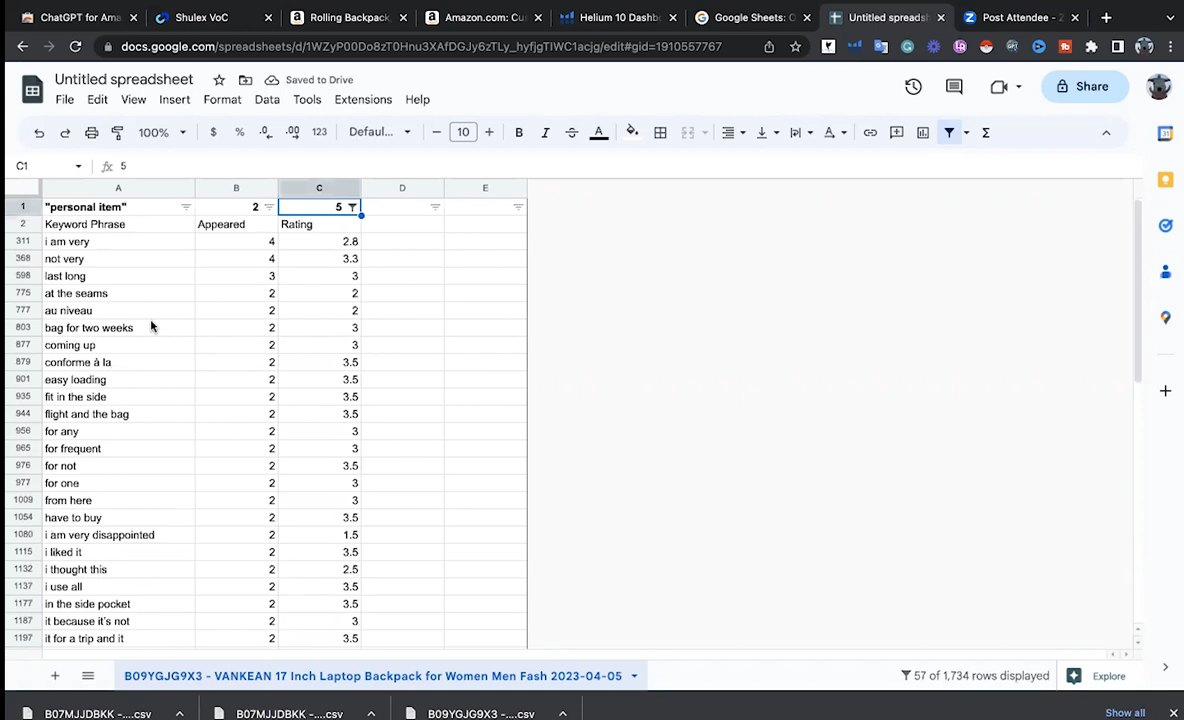 ChatGPT for Ama
Shulex VoC
Rolling Backpack
Amazon.com: Cu
Helium 10 Dashb
Google Sheets: O
Untitled spreadsh
Post Attendee - Z
docs.google.com/spreadsheets/d/1WZyP00Do8zT0Hnu3XAfDGJy6zTLy_hyfjgTIWC1acjg/edit#gid=1910557767
Untitled spreadsheet
Saved to Drive
File Edit View Insert Format Data Tools Extensions Help
Share
100% $ % .0 .00 123 Defaul... 10 B I A
C1 fx 5
A B C D E
1 "personal item" 2 5
2 Keyword Phrase Appeared Rating
311 i am very 4 2.8
368 not very 4 3.3
598 last long 3 3
775 at the seams 2 2
777 au niveau 2 2
803 bag for two weeks 2 3
877 coming up 2 3
879 conforme à la 2 3.5
901 easy loading 2 3.5
935 fit in the side 2 3.5
944 flight and the bag 2 3.5
956 for any 2 3
965 for frequent 2 3
976 for not 2 3.5
977 for one 2 3
1009 from here 2 3
1054 have to buy 2 3.5
1080 i am very disappointed 2 1.5
1115 i liked it 2 3.5
1132 i thought this 2 2.5
1137 i use all 2 3.5
1177 in the side pocket 2 3.5
1187 it because it's not 2 3
1197 it for a trip and it 2 3.5
B09YGJG9X3 - VANKEAN 17 Inch Laptop Backpack for Women Men Fash 2023-04-05
57 of 1,734 rows displayed
Explore
B07MJJDBKK -....csv
B07MJJDBKK -....csv
B09YGJG9X3 -....csv
Show all